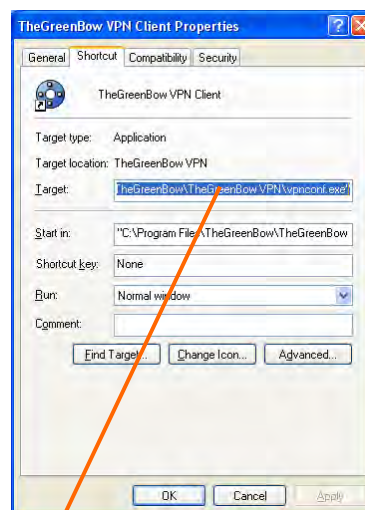 TheGreenBow VPN Client Properties
General Shortcut Compatibility Security
TheGreenBow VPN Client
Target type: Application
Target location: TheGreenBow VPN
Target: TheGreenBow\TheGreenBow VPN\vpnconf.exe"
Start in: "C:\Program Files\TheGreenBow\TheGreenBow
Shortcut key: None
Run: Normal window
Comment:
Find Target... Change Icon... Advanced...
OK Cancel Apply